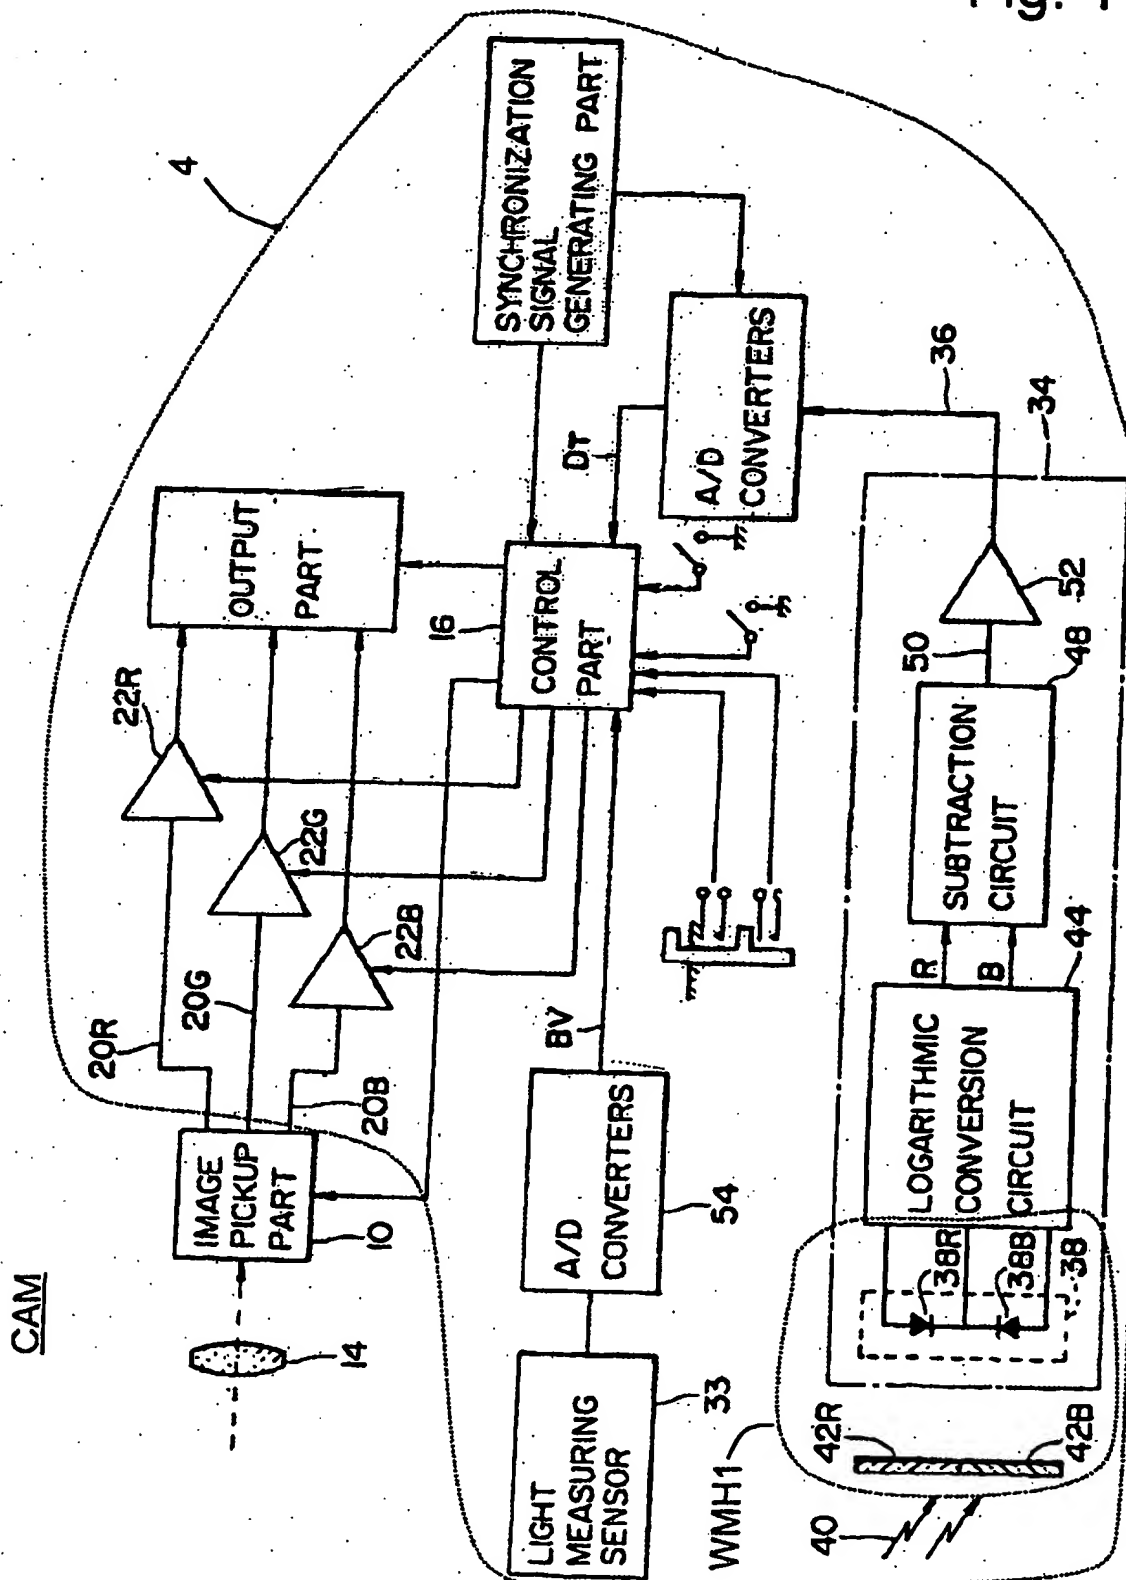 Fig. 1
CAM
4
SYNCHRONIZATION
SIGNAL
GENERATING PART
OUTPUT
PART
22R
22G
22B
20R
20G
20B
IMAGE
PICKUP
PART
10
14
16
CONTROL
PART
DT
A/D
CONVERTERS
36
34
BV
A/D
CONVERTERS
54
LIGHT
MEASURING
SENSOR
33
52
50
SUBTRACTION
CIRCUIT
48
R
B
44
LOGARITHMIC
CONVERSION
CIRCUIT
38R
38B
38
WMH1
42R
42B
40